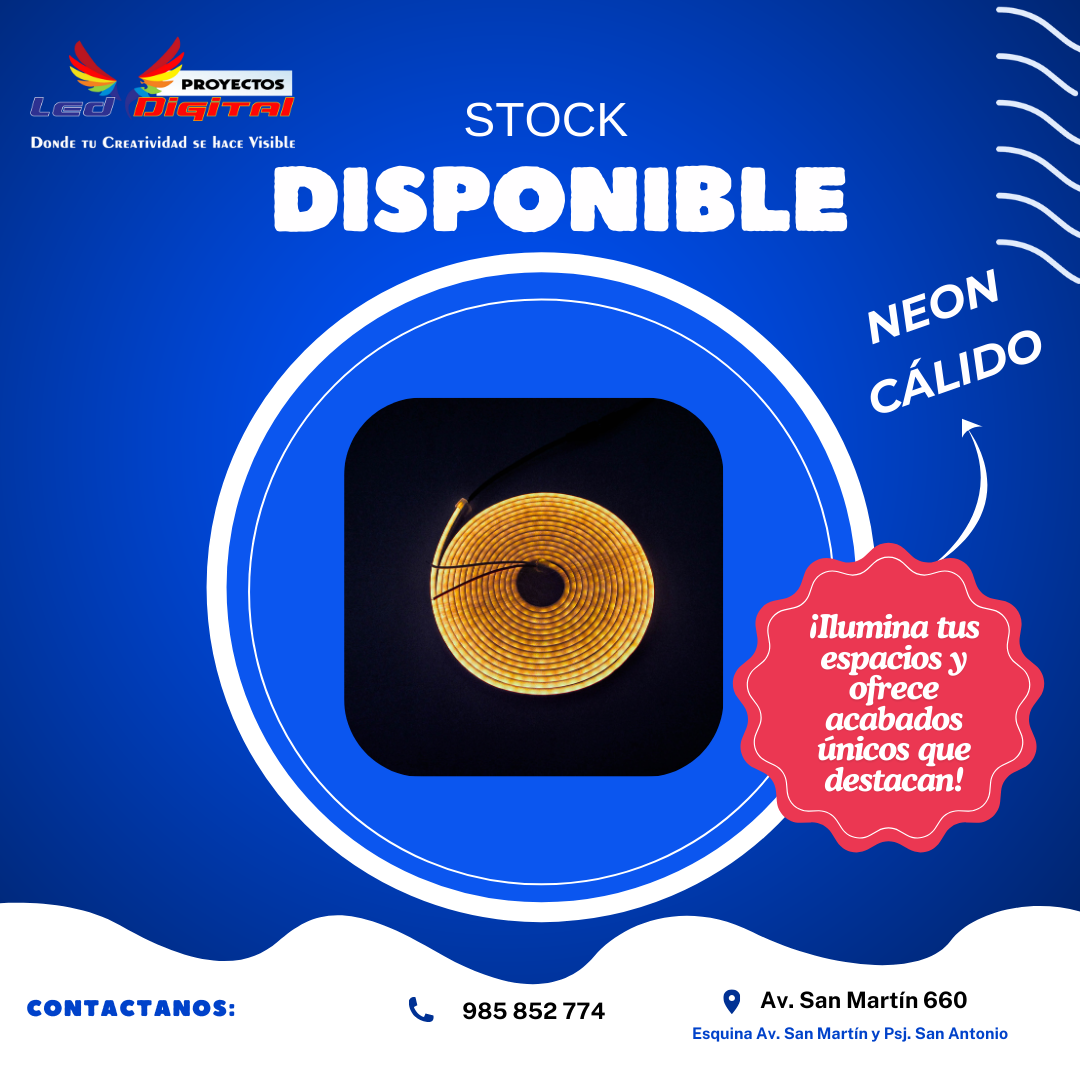 PROYECTOS
Led Digital
Donde tu Creatividad se hace Visible
STOCK
DISPONIBLE
NEON
CÁLIDO
¡Ilumina tus
espacios y
ofrece
acabados
únicos que
destacan!
CONTACTANOS:
985 852 774
Av. San Martín 660
Esquina Av. San Martín y Psj. San Antonio